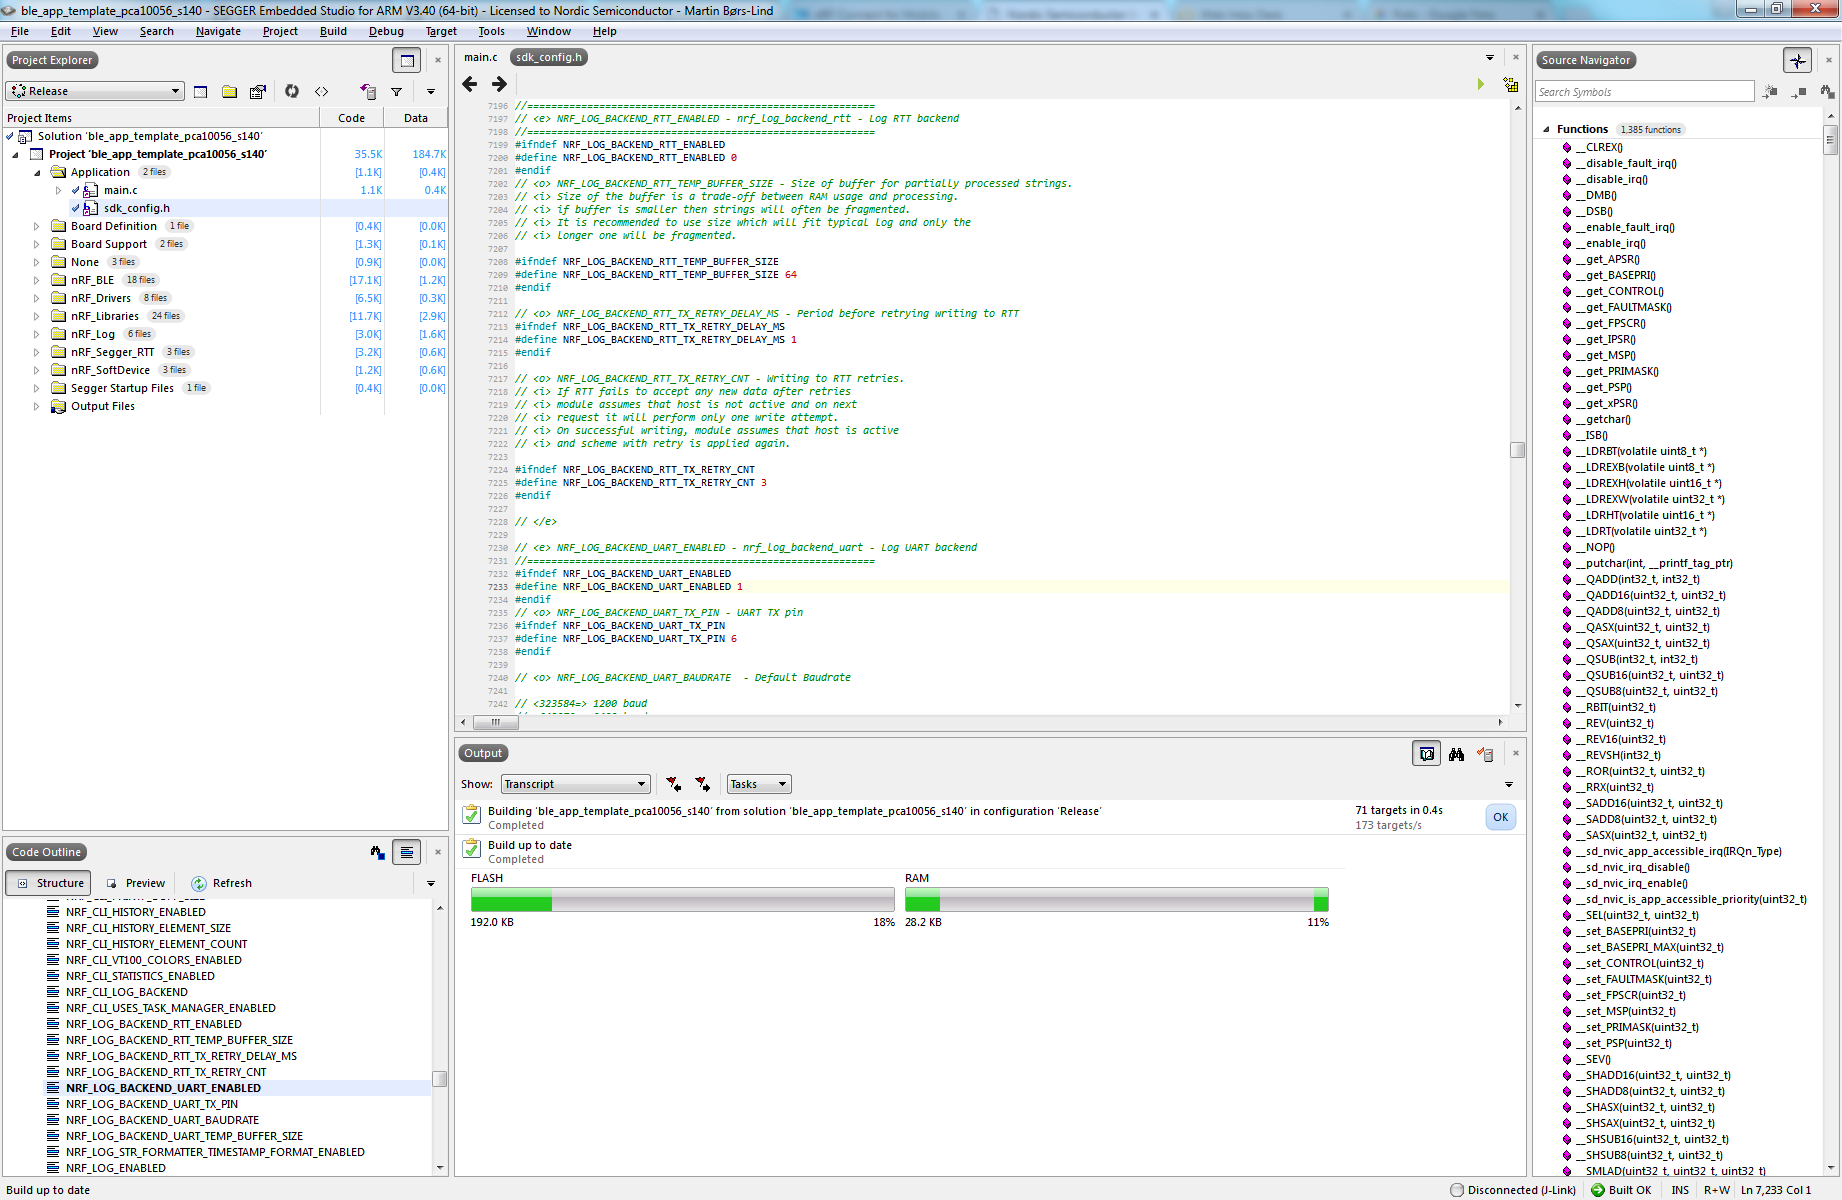 ble_app_template_pca10056_s140 - SEGGER Embedded Studio for ARM V3.40 (64-bit) - Licensed to Nordic Semiconductor - Martin Børs-Lind
File Edit View Search Navigate Project Build Debug Target Tools Window Help
Project Explorer
Release
Project Items Code Data
Solution 'ble_app_template_pca10056_s140'
Project 'ble_app_template_pca10056_s140' 35.5K 184.7K
Application 2 files [1.1K] [0.4K]
main.c 1.1K 0.4K
sdk_config.h
Board Definition 1 file [0.4K] [0.0K]
Board Support 2 files [1.3K] [0.1K]
None 3 files [0.9K] [0.0K]
nRF_BLE 18 files [17.1K] [1.2K]
nRF_Drivers 8 files [6.5K] [0.3K]
nRF_Libraries 24 files [11.7K] [2.9K]
nRF_Log 6 files [3.0K] [1.6K]
nRF_Segger_RTT 3 files [3.2K] [0.6K]
nRF_SoftDevice 3 files [1.2K] [0.6K]
Segger Startup Files 1 file [0.4K] [0.0K]
Output Files
Code Outline
Structure Preview Refresh
NRF_CLI_HISTORY_ENABLED
NRF_CLI_HISTORY_ELEMENT_SIZE
NRF_CLI_HISTORY_ELEMENT_COUNT
NRF_CLI_VT100_COLORS_ENABLED
NRF_CLI_STATISTICS_ENABLED
NRF_CLI_LOG_BACKEND
NRF_CLI_USES_TASK_MANAGER_ENABLED
NRF_LOG_BACKEND_RTT_ENABLED
NRF_LOG_BACKEND_RTT_TEMP_BUFFER_SIZE
NRF_LOG_BACKEND_RTT_TX_RETRY_DELAY_MS
NRF_LOG_BACKEND_RTT_TX_RETRY_CNT
NRF_LOG_BACKEND_UART_ENABLED
NRF_LOG_BACKEND_UART_TX_PIN
NRF_LOG_BACKEND_UART_BAUDRATE
NRF_LOG_BACKEND_UART_TEMP_BUFFER_SIZE
NRF_LOG_STR_FORMATTER_TIMESTAMP_FORMAT_ENABLED
NRF_LOG_ENABLED
main.c sdk_config.h
7196 //==========================================================
7197 // <e> NRF_LOG_BACKEND_RTT_ENABLED - nrf_log_backend_rtt - Log RTT backend
7198 //==========================================================
7199 #ifndef NRF_LOG_BACKEND_RTT_ENABLED
7200 #define NRF_LOG_BACKEND_RTT_ENABLED 0
7201 #endif
7202 // <o> NRF_LOG_BACKEND_RTT_TEMP_BUFFER_SIZE - Size of buffer for partially processed strings.
7203 // <i> Size of the buffer is a trade-off between RAM usage and processing.
7204 // <i> if buffer is smaller then strings will often be fragmented.
7205 // <i> It is recommended to use size which will fit typical log and only the
7206 // <i> longer one will be fragmented.
7207
7208 #ifndef NRF_LOG_BACKEND_RTT_TEMP_BUFFER_SIZE
7209 #define NRF_LOG_BACKEND_RTT_TEMP_BUFFER_SIZE 64
7210 #endif
7211
7212 // <o> NRF_LOG_BACKEND_RTT_TX_RETRY_DELAY_MS - Period before retrying writing to RTT
7213 #ifndef NRF_LOG_BACKEND_RTT_TX_RETRY_DELAY_MS
7214 #define NRF_LOG_BACKEND_RTT_TX_RETRY_DELAY_MS 1
7215 #endif
7216
7217 // <o> NRF_LOG_BACKEND_RTT_TX_RETRY_CNT - Writing to RTT retries.
7218 // <i> If RTT fails to accept any new data after retries
7219 // <i> module assumes that host is not active and on next
7220 // <i> request it will perform only one write attempt.
7221 // <i> On successful writing, module assumes that host is active
7222 // <i> and scheme with retry is applied again.
7223
7224 #ifndef NRF_LOG_BACKEND_RTT_TX_RETRY_CNT
7225 #define NRF_LOG_BACKEND_RTT_TX_RETRY_CNT 3
7226 #endif
7227
7228 // </e>
7229
7230 // <e> NRF_LOG_BACKEND_UART_ENABLED - nrf_log_backend_uart - Log UART backend
7231 //==========================================================
7232 #ifndef NRF_LOG_BACKEND_UART_ENABLED
7233 #define NRF_LOG_BACKEND_UART_ENABLED 1
7234 #endif
7235 // <o> NRF_LOG_BACKEND_UART_TX_PIN - UART TX pin
7236 #ifndef NRF_LOG_BACKEND_UART_TX_PIN
7237 #define NRF_LOG_BACKEND_UART_TX_PIN 6
7238 #endif
7239
7240 // <o> NRF_LOG_BACKEND_UART_BAUDRATE - Default Baudrate
7241
7242 // <323584=> 1200 baud
Output
Show: Transcript Tasks
Building 'ble_app_template_pca10056_s140' from solution 'ble_app_template_pca10056_s140' in configuration 'Release' 71 targets in 0.4s
Completed 173 targets/s
OK
Build up to date
Completed
FLASH RAM
192.0 KB 18% 28.2 KB 11%
Source Navigator
Search Symbols
Functions 1,385 functions
__CLREX()
__disable_fault_irq()
__disable_irq()
__DMB()
__DSB()
__enable_fault_irq()
__enable_irq()
__get_APSR()
__get_BASEPRI()
__get_CONTROL()
__get_FAULTMASK()
__get_FPSCR()
__get_IPSR()
__get_MSP()
__get_PRIMASK()
__get_PSP()
__get_xPSR()
__getchar()
__ISB()
__LDRBT(volatile uint8_t *)
__LDREXB(volatile uint8_t *)
__LDREXH(volatile uint16_t *)
__LDREXW(volatile uint32_t *)
__LDRHT(volatile uint16_t *)
__LDRT(volatile uint32_t *)
__NOP()
__putchar(int, __printf_tag_ptr)
__QADD(int32_t, int32_t)
__QADD16(uint32_t, uint32_t)
__QADD8(uint32_t, uint32_t)
__QASX(uint32_t, uint32_t)
__QSAX(uint32_t, uint32_t)
__QSUB(int32_t, int32_t)
__QSUB16(uint32_t, uint32_t)
__QSUB8(uint32_t, uint32_t)
__RBIT(uint32_t)
__REV(uint32_t)
__REV16(uint32_t)
__REVSH(int32_t)
__ROR(uint32_t, uint32_t)
__RRX(uint32_t)
__SADD16(uint32_t, uint32_t)
__SADD8(uint32_t, uint32_t)
__SASX(uint32_t, uint32_t)
__sd_nvic_app_accessible_irq(IRQn_Type)
__sd_nvic_irq_disable()
__sd_nvic_irq_enable()
__sd_nvic_is_app_accessible_priority(uint32_t)
__SEL(uint32_t, uint32_t)
__set_BASEPRI(uint32_t)
__set_BASEPRI_MAX(uint32_t)
__set_CONTROL(uint32_t)
__set_FAULTMASK(uint32_t)
__set_FPSCR(uint32_t)
__set_MSP(uint32_t)
__set_PRIMASK(uint32_t)
__set_PSP(uint32_t)
__SEV()
__SHADD16(uint32_t, uint32_t)
__SHADD8(uint32_t, uint32_t)
__SHASX(uint32_t, uint32_t)
__SHSAX(uint32_t, uint32_t)
__SHSUB16(uint32_t, uint32_t)
__SHSUB8(uint32_t, uint32_t)
__SMLAD(uint32_t, uint32_t, uint32_t)
Build up to date Disconnected (J-Link) Built OK INS R+W Ln 7,233 Col 1